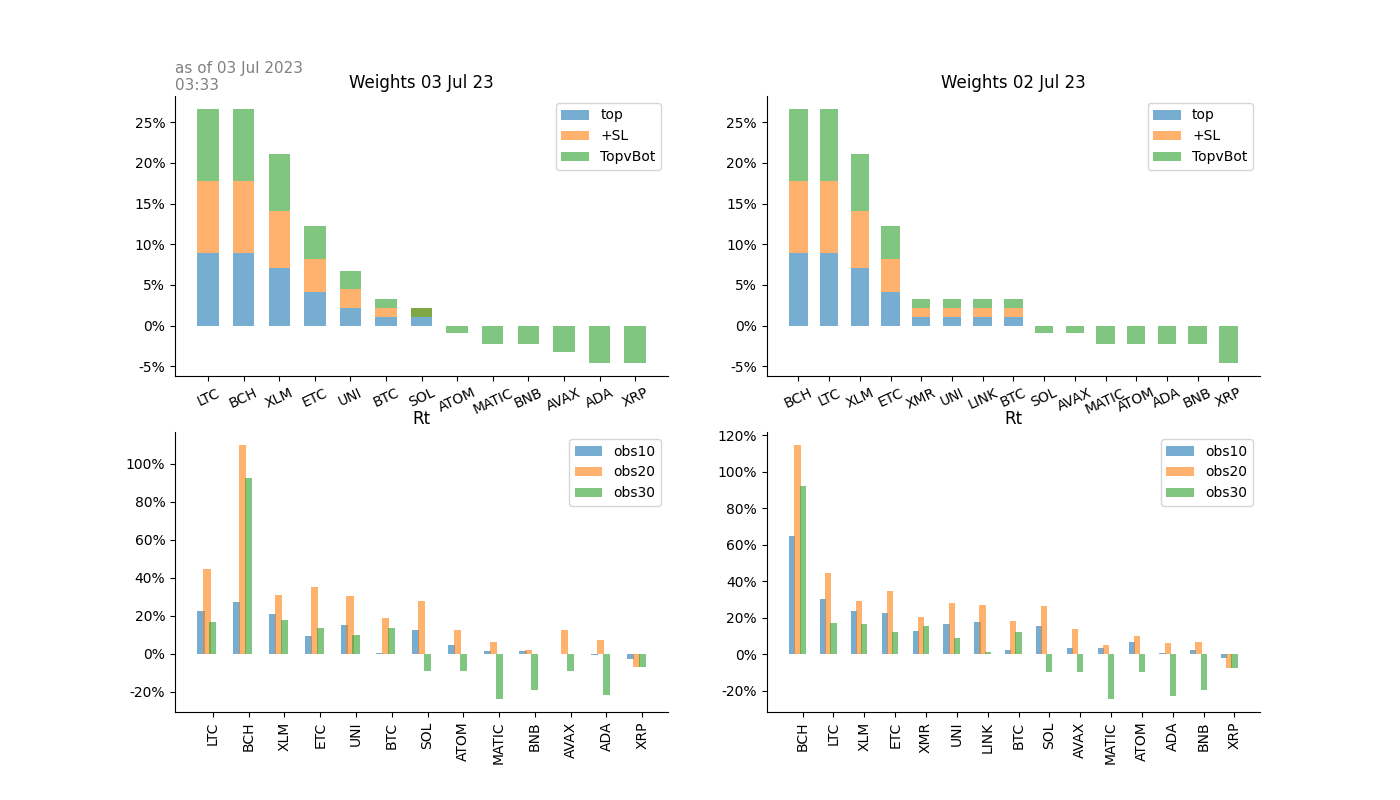 as of 03 Jul 2023
03:33
Weights 03 Jul 23
25%
20%
15%
10%
5%
0%
-5%
top
+SL
TopvBot
LTC BCH XLM ETC UNI BTC SOL ATOM MATIC BNB AVAX ADA XRP
Weights 02 Jul 23
25%
20%
15%
10%
5%
0%
-5%
top
+SL
TopvBot
BCH LTC XLM ETC XMR UNI LINK BTC SOL AVAX MATIC ATOM ADA BNB XRP
Rt
100%
80%
60%
40%
20%
0%
-20%
obs10
obs20
obs30
LTC BCH XLM ETC UNI BTC SOL ATOM MATIC BNB AVAX ADA XRP
Rt
120%
100%
80%
60%
40%
20%
0%
-20%
obs10
obs20
obs30
BCH LTC XLM ETC XMR UNI LINK BTC SOL AVAX MATIC ATOM ADA BNB XRP